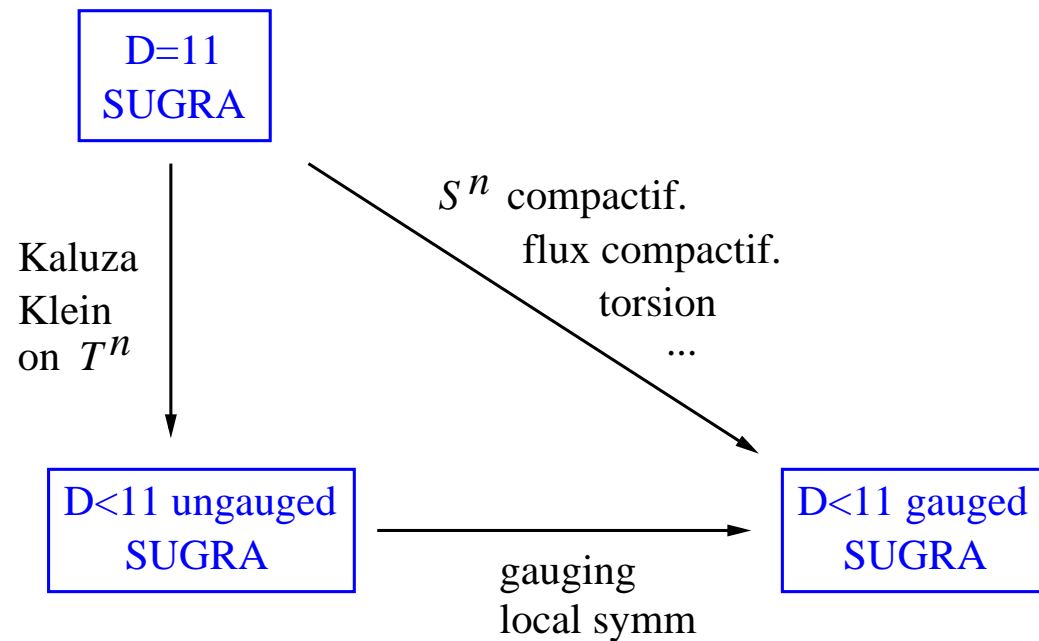 D=11
SUGRA
S^n compactif.
flux compactif.
torsion
...
Kaluza
Klein
on T^n
D<11 ungauged
SUGRA
gauging
local symm
D<11 gauged
SUGRA